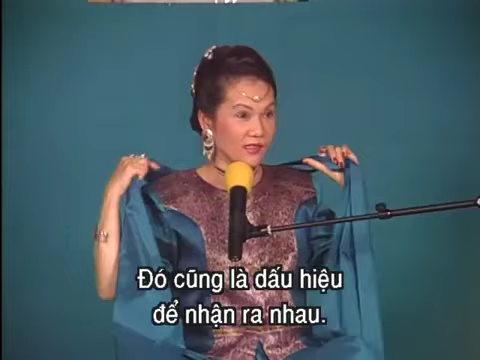 Đó cũng là dấu hiệu
để nhận ra nhau.